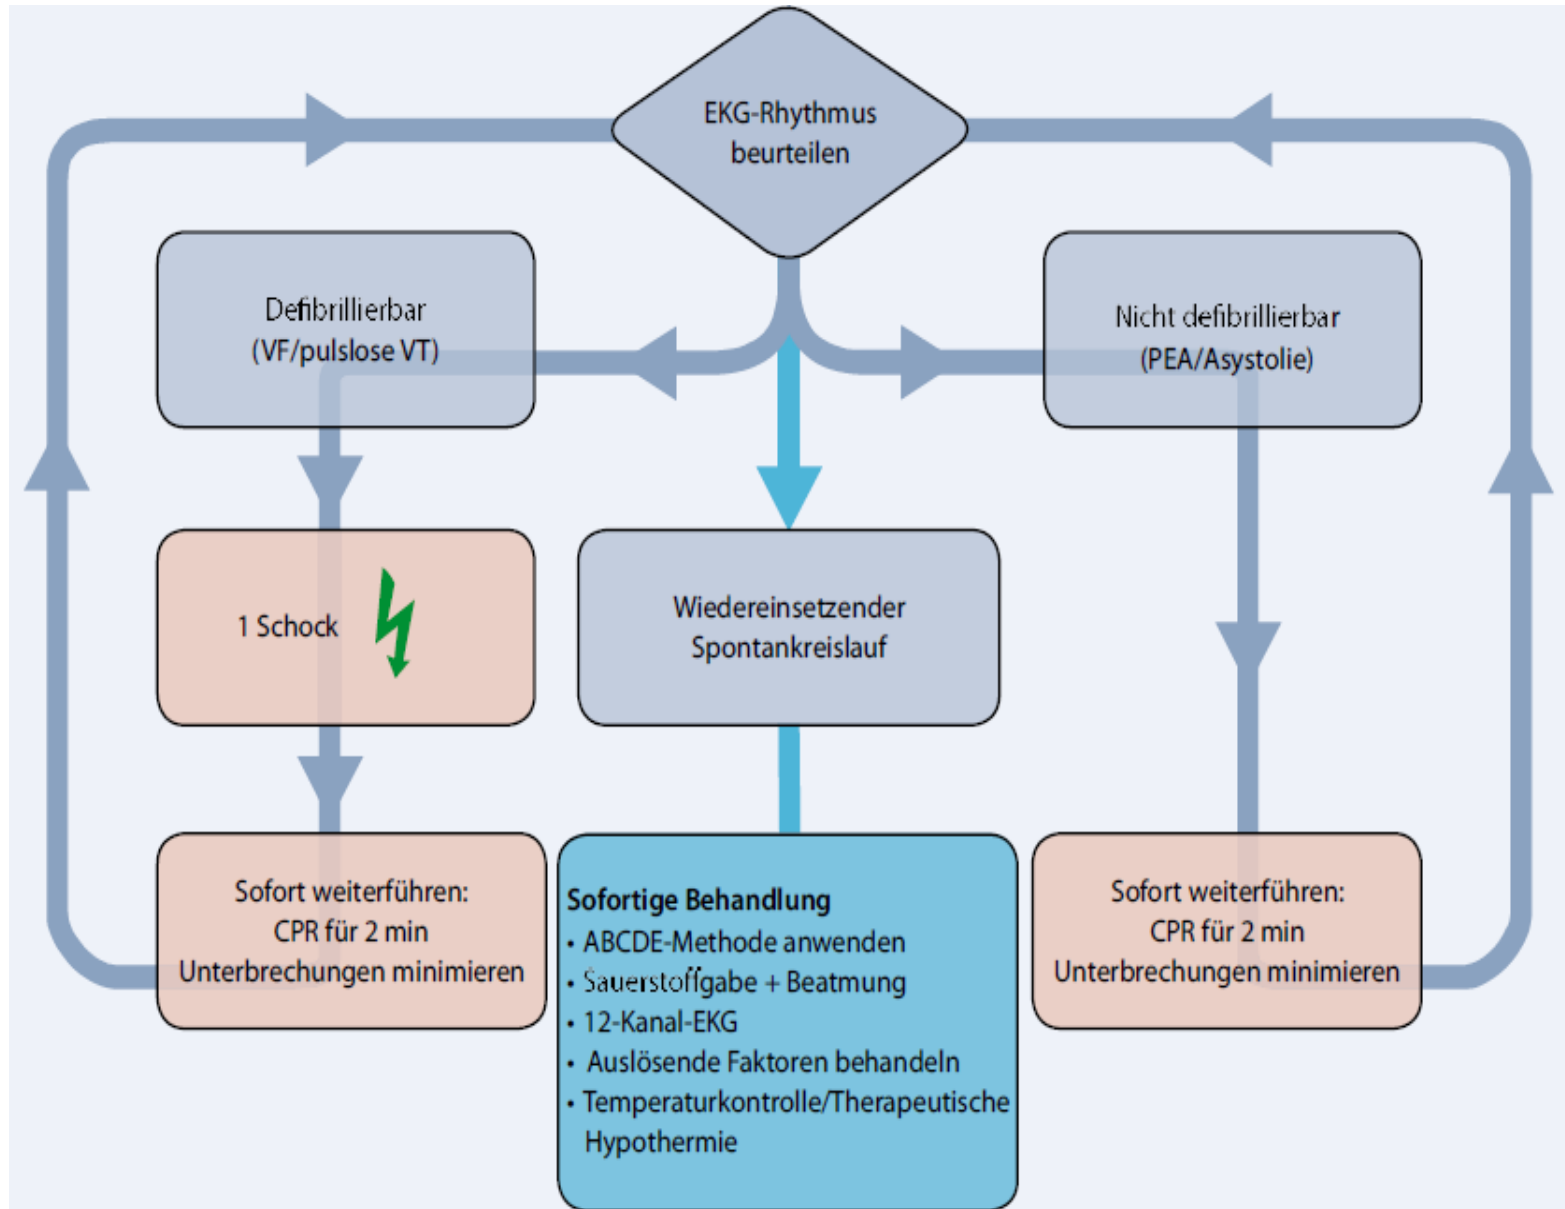 EKG-Rhythmus
beurteilen
Defibrillierbar
(VF/pulslose VT)
Nicht defibrillierbar
(PEA/Asystolie)
1 Schock
Wiedereinsetzender
Spontankreislauf
Sofort weiterführen:
CPR für 2 min
Unterbrechungen minimieren
Sofortige Behandlung
• ABCDE-Methode anwenden
• Sauerstoffgabe + Beatmung
• 12-Kanal-EKG
• Auslösende Faktoren behandeln
• Temperaturkontrolle/Therapeutische
Hypothermie
Sofort weiterführen:
CPR für 2 min
Unterbrechungen minimieren